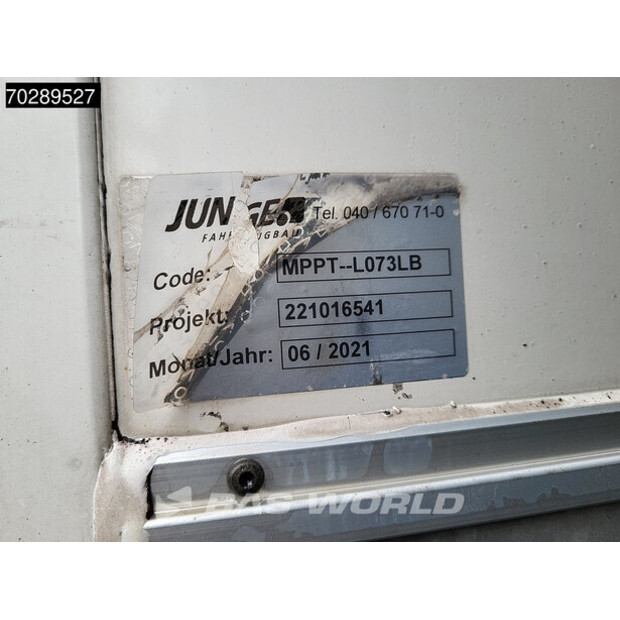 70289527
JUNGE Tel. 040 / 670 71-0
Code: MPPT--L073LB
Projekt: 221016541
Monat/Jahr: 06 / 2021
BAS WORLD